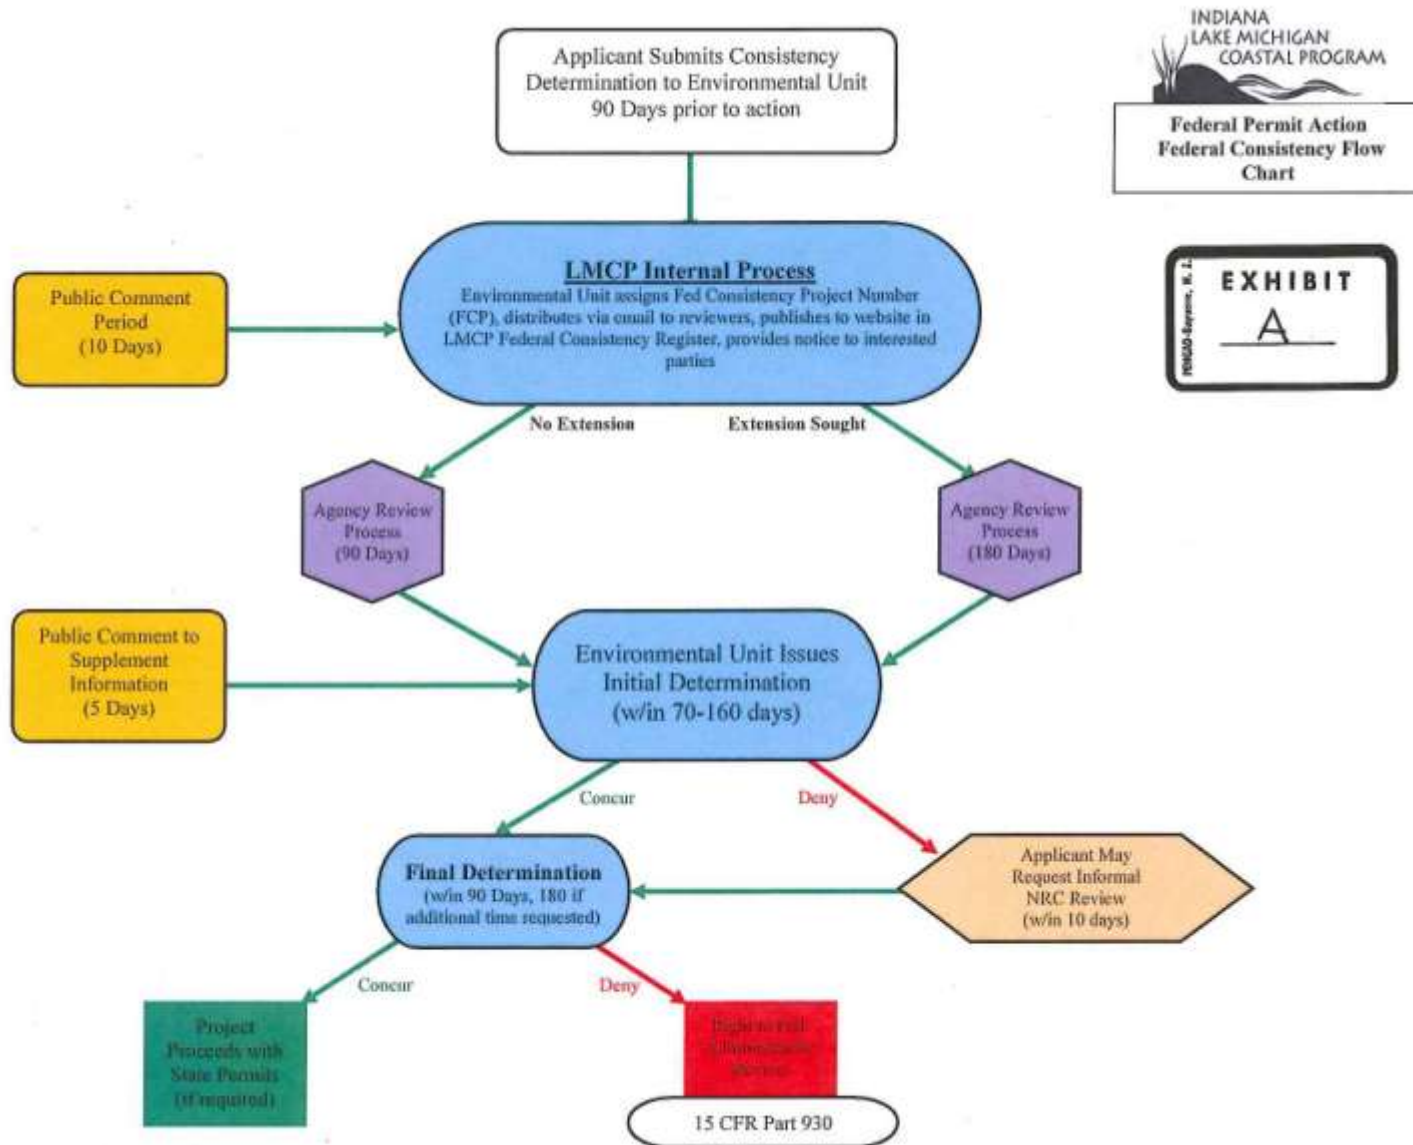 INDIANA
LAKE MICHIGAN
COASTAL PROGRAM
Federal Permit Action
Federal Consistency Flow
Chart
EXHIBIT
A
Applicant Submits Consistency
Determination to Environmental Unit
90 Days prior to action
LMCP Internal Process
Environmental Unit assigns Fed Consistency Project Number
(FCP), distributes via email to reviewers, publishes to website in
LMCP Federal Consistency Register, provides notice to interested
parties
Public Comment
Period
(10 Days)
No Extension
Extension Sought
Agency Review
Process
(90 Days)
Agency Review
Process
(180 Days)
Public Comment to
Supplement
Information
(5 Days)
Environmental Unit Issues
Initial Determination
(w/in 70-160 days)
Concur
Deny
Final Determination
(w/in 90 Days, 180 if
additional time requested)
Applicant May
Request Informal
NRC Review
(w/in 10 days)
Concur
Deny
Project
Proceeds with
State Permits
(if required)
Right to
15 CFR Part 930